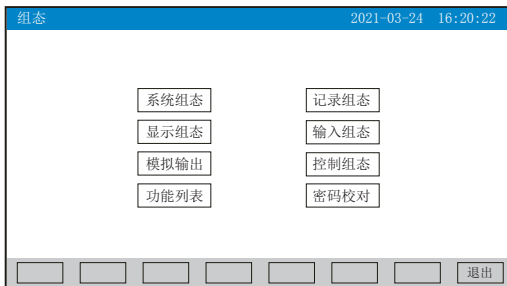 组态 2021-03-24 16:20:22
系统组态 记录组态
显示组态 输入组态
模拟输出 控制组态
功能列表 密码校对
退出